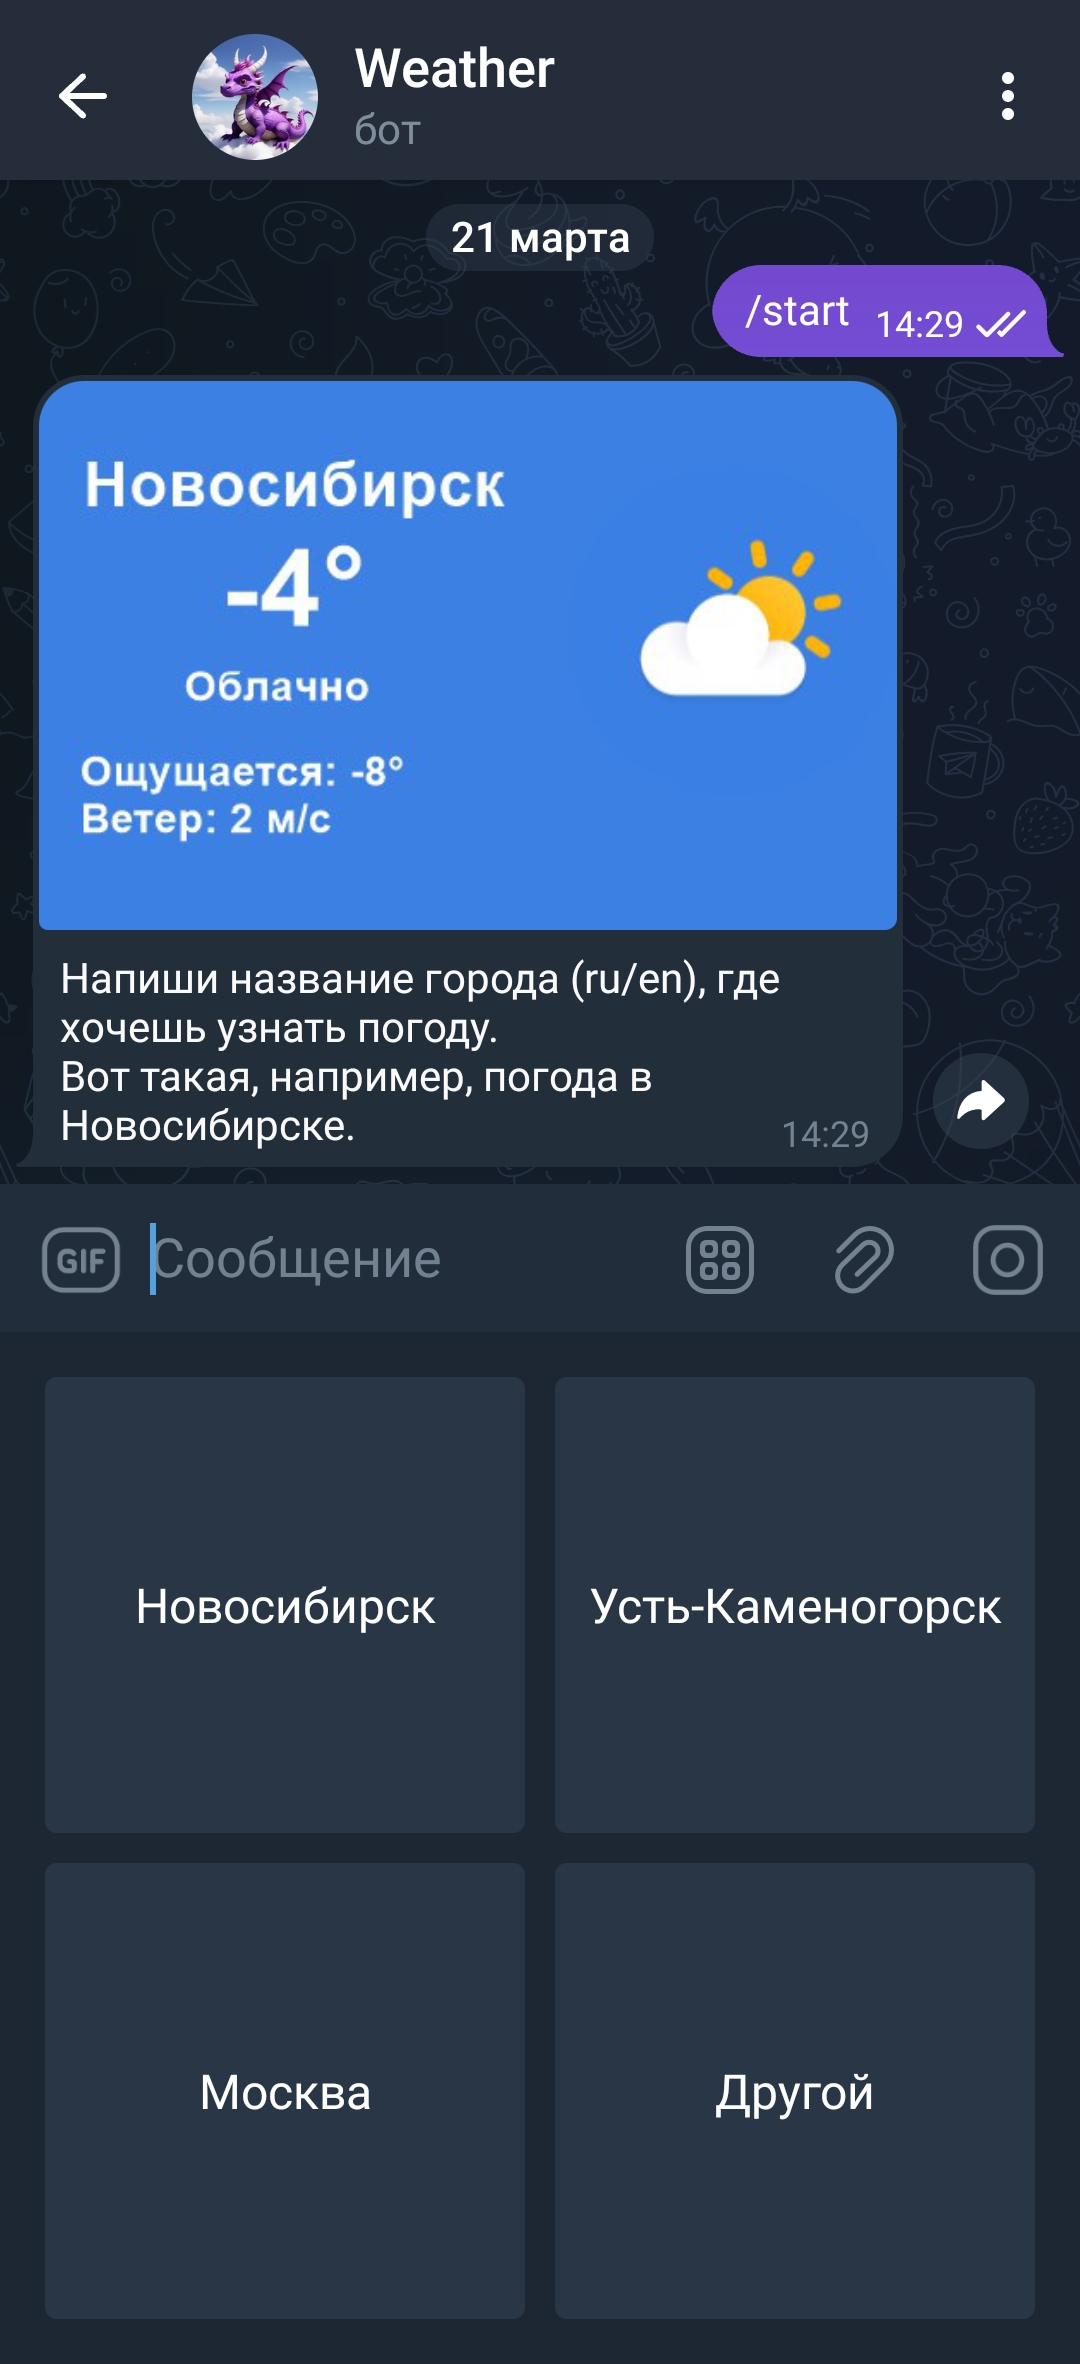 Weather
бот
21 марта
/start 14:29
Новосибирск
-4°
Облачно
Ощущается: -8°
Ветер: 2 м/с
Напиши название города (ru/en), где
хочешь узнать погоду.
Вот такая, например, погода в
Новосибирске.
14:29
GIF Сообщение
Новосибирск
Усть-Каменогорск
Москва
Другой